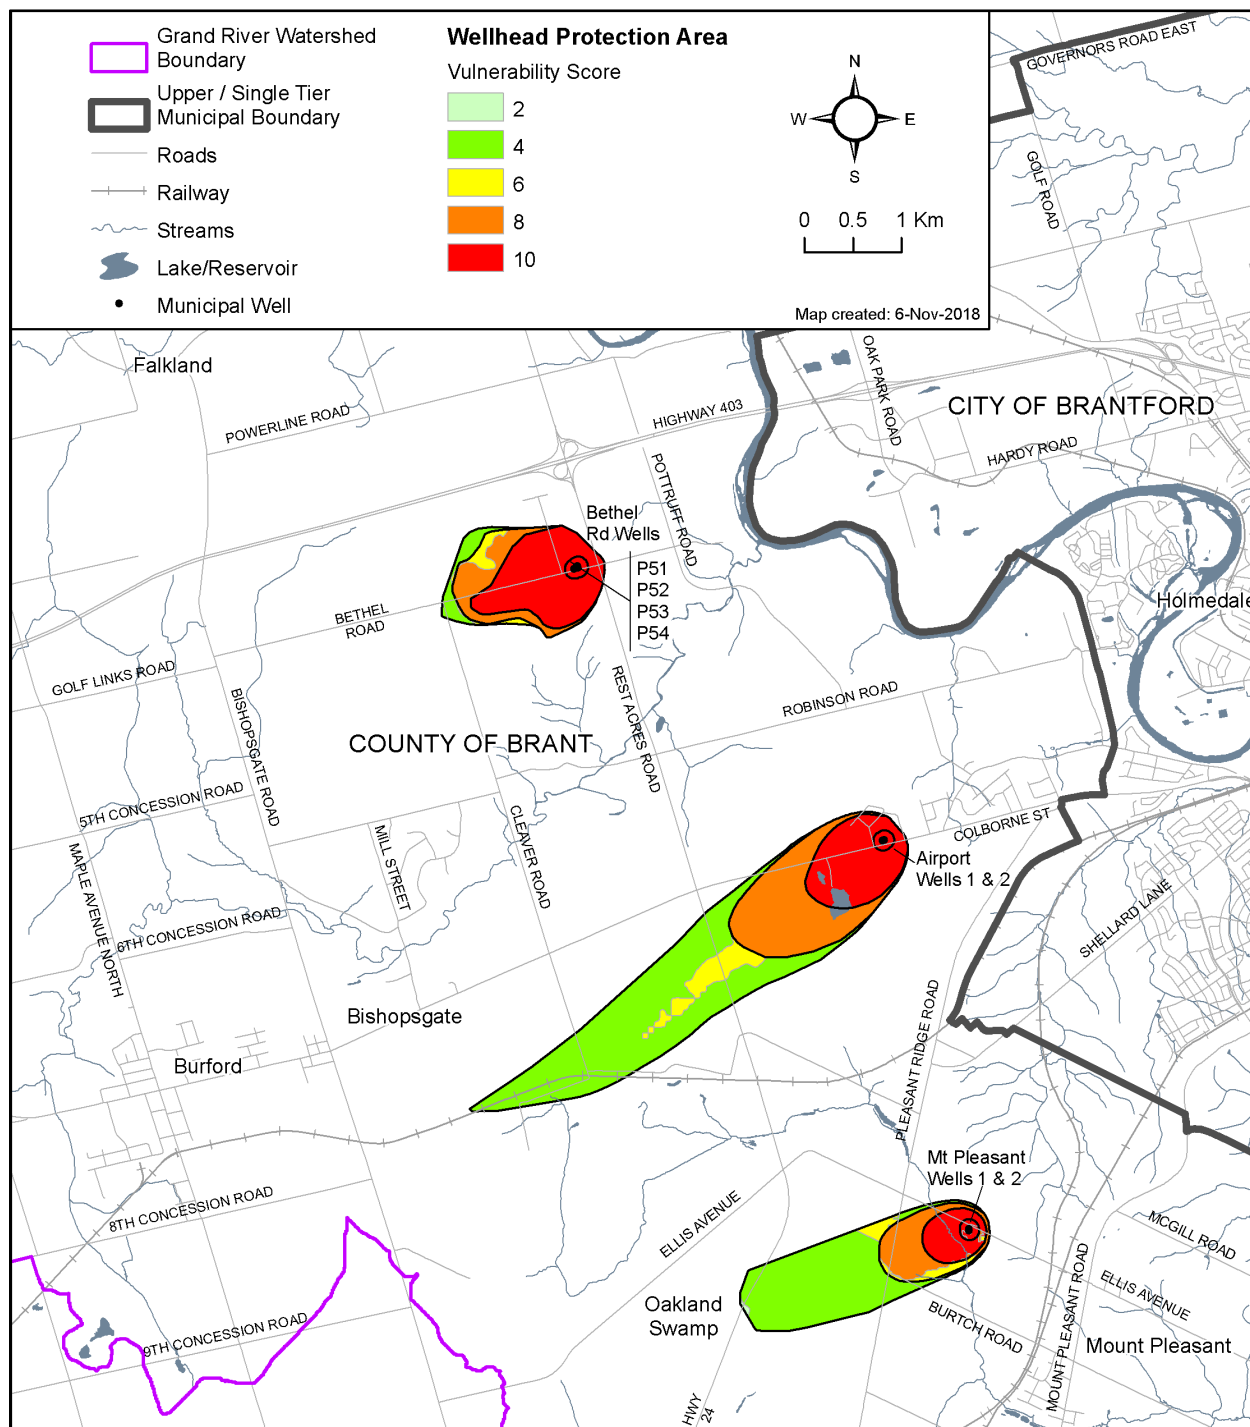 Grand River Watershed
Boundary
Upper / Single Tier
Municipal Boundary
Roads
Railway
Streams
Lake/Reservoir
Municipal Well
Wellhead Protection Area
Vulnerability Score
2
4
6
8
10
N
W
E
S
0 0.5 1 Km
Map created: 6-Nov-2018
GOVERNORS ROAD EAST
GOLF ROAD
Falkland
OAK PARK ROAD
POWERLINE ROAD
HIGHWAY 403
CITY OF BRANTFORD
HARDY ROAD
POTTRUFF ROAD
Bethel
Rd Wells
P51
P52
P53
P54
BETHEL
ROAD
Holmedale
GOLF LINKS ROAD
BISHOPSGATE ROAD
REST ACRES ROAD
ROBINSON ROAD
COUNTY OF BRANT
5TH CONCESSION ROAD
MAPLE AVENUE NORTH
MILL STREET
CLEAVER ROAD
COLBORNE ST
Airport
Wells 1 & 2
6TH CONCESSION ROAD
SHELLARD LANE
Bishopsgate
PLEASANT RIDGE ROAD
Burford
Mt Pleasant
Wells 1 & 2
8TH CONCESSION ROAD
ELLIS AVENUE
MCGILL ROAD
ELLIS AVENUE
MOUNT PLEASANT ROAD
Oakland
Swamp
BURTCH ROAD
9TH CONCESSION ROAD
Mount Pleasant
HWY
24